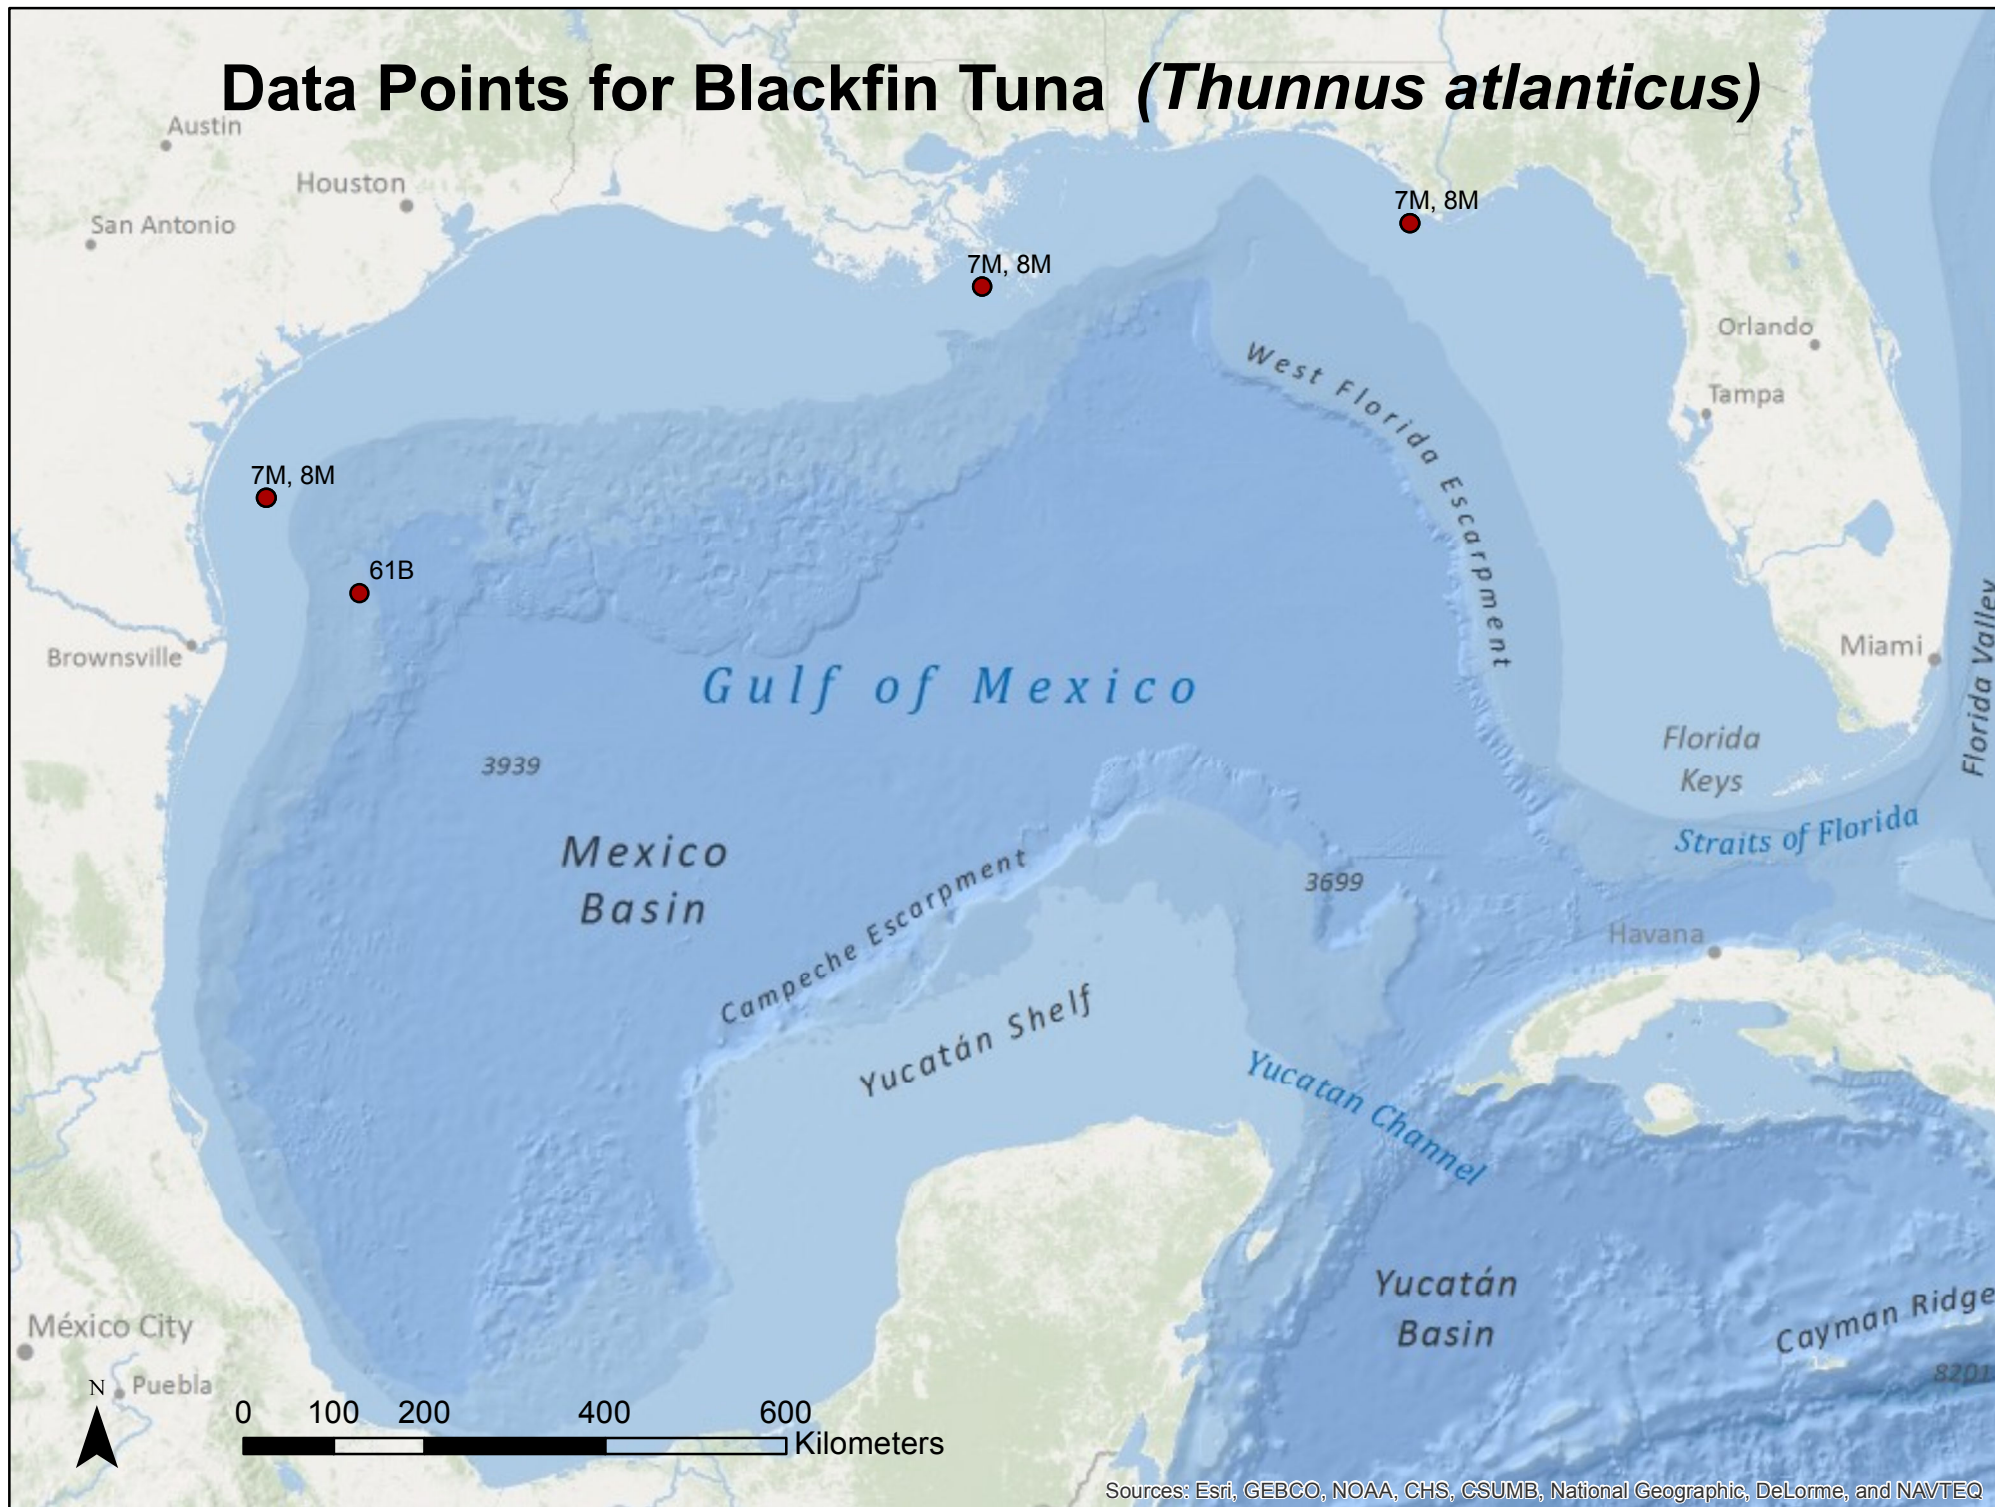 Data Points for Blackfin Tuna (Thunnus atlanticus)
Austin
Houston
San Antonio
7M, 8M
7M, 8M
Orlando
Tampa
West Florida Escarpment
7M, 8M
61B
Brownsville
Miami
Florida Valley
Gulf of Mexico
Florida
Keys
3939
Straits of Florida
Mexico
Basin
Campeche Escarpment
3699
Havana
Yucatán Shelf
Yucatan Channel
Yucatán
Basin
Cayman Ridge
8201
México City
Puebla
N
0 100 200 400 600
Kilometers
Sources: Esri, GEBCO, NOAA, CHS, CSUMB, National Geographic, DeLorme, and NAVTEQ